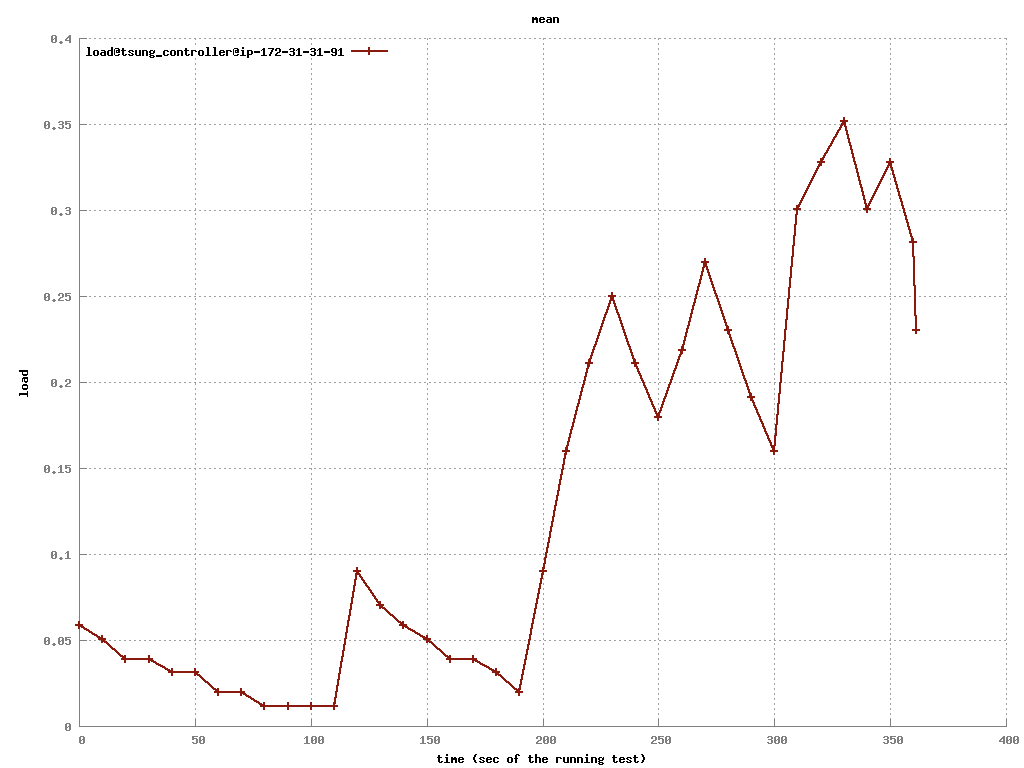 mean
load@tsung_controller@ip-172-31-31-91
0.4
0.35
0.3
0.25
0.2
0.15
0.1
0.05
0
load
0 50 100 150 200 250 300 350 400
time (sec of the running test)